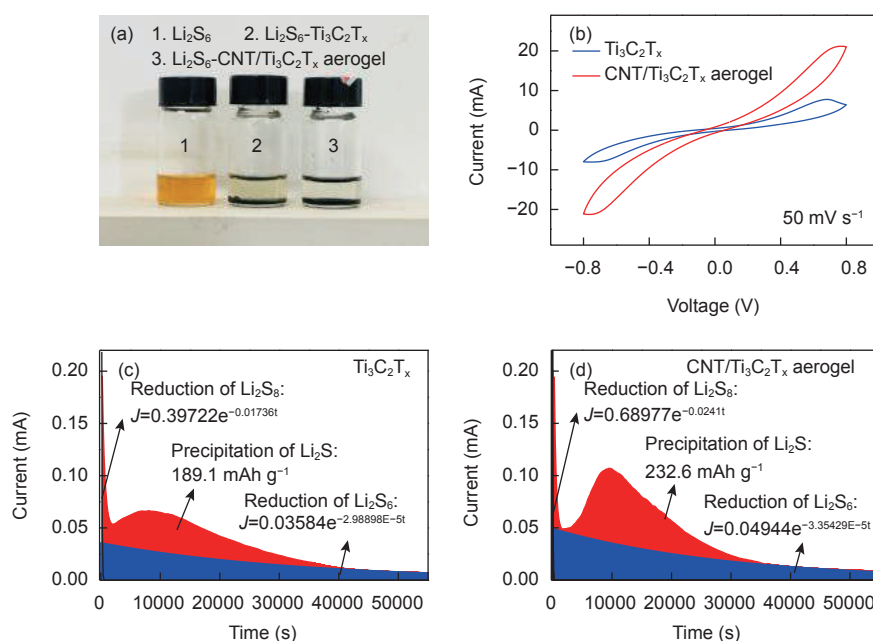 (a) 1. Li₂S₆ 2. Li₂S₆-Ti₃C₂Tₓ
3. Li₂S₆-CNT/Ti₃C₂Tₓ aerogel
1 2 3
(b)
Ti₃C₂Tₓ
CNT/Ti₃C₂Tₓ aerogel
50 mV s⁻¹
Current (mA)
20
10
0
−10
−20
−0.8 −0.4 0.0 0.4 0.8
Voltage (V)
(c) Ti₃C₂Tₓ
Reduction of Li₂S₈:
J=0.39722e⁻⁰·⁰¹⁷³⁶ᵗ
Precipitation of Li₂S:
189.1 mAh g⁻¹
Reduction of Li₂S₆:
J=0.03584e⁻²·⁹⁸⁸⁹⁸ᴱ⁻⁵ᵗ
Current (mA)
0.20
0.15
0.10
0.05
0.00
0 10000 20000 30000 40000 50000
Time (s)
(d) CNT/Ti₃C₂Tₓ aerogel
Reduction of Li₂S₈:
J=0.68977e⁻⁰·⁰²⁴¹ᵗ
Precipitation of Li₂S:
232.6 mAh g⁻¹
Reduction of Li₂S₆:
J=0.04944e⁻³·³⁵⁴²⁹ᴱ⁻⁵ᵗ
Current (mA)
0.20
0.15
0.10
0.05
0.00
0 10000 20000 30000 40000 50000
Time (s)